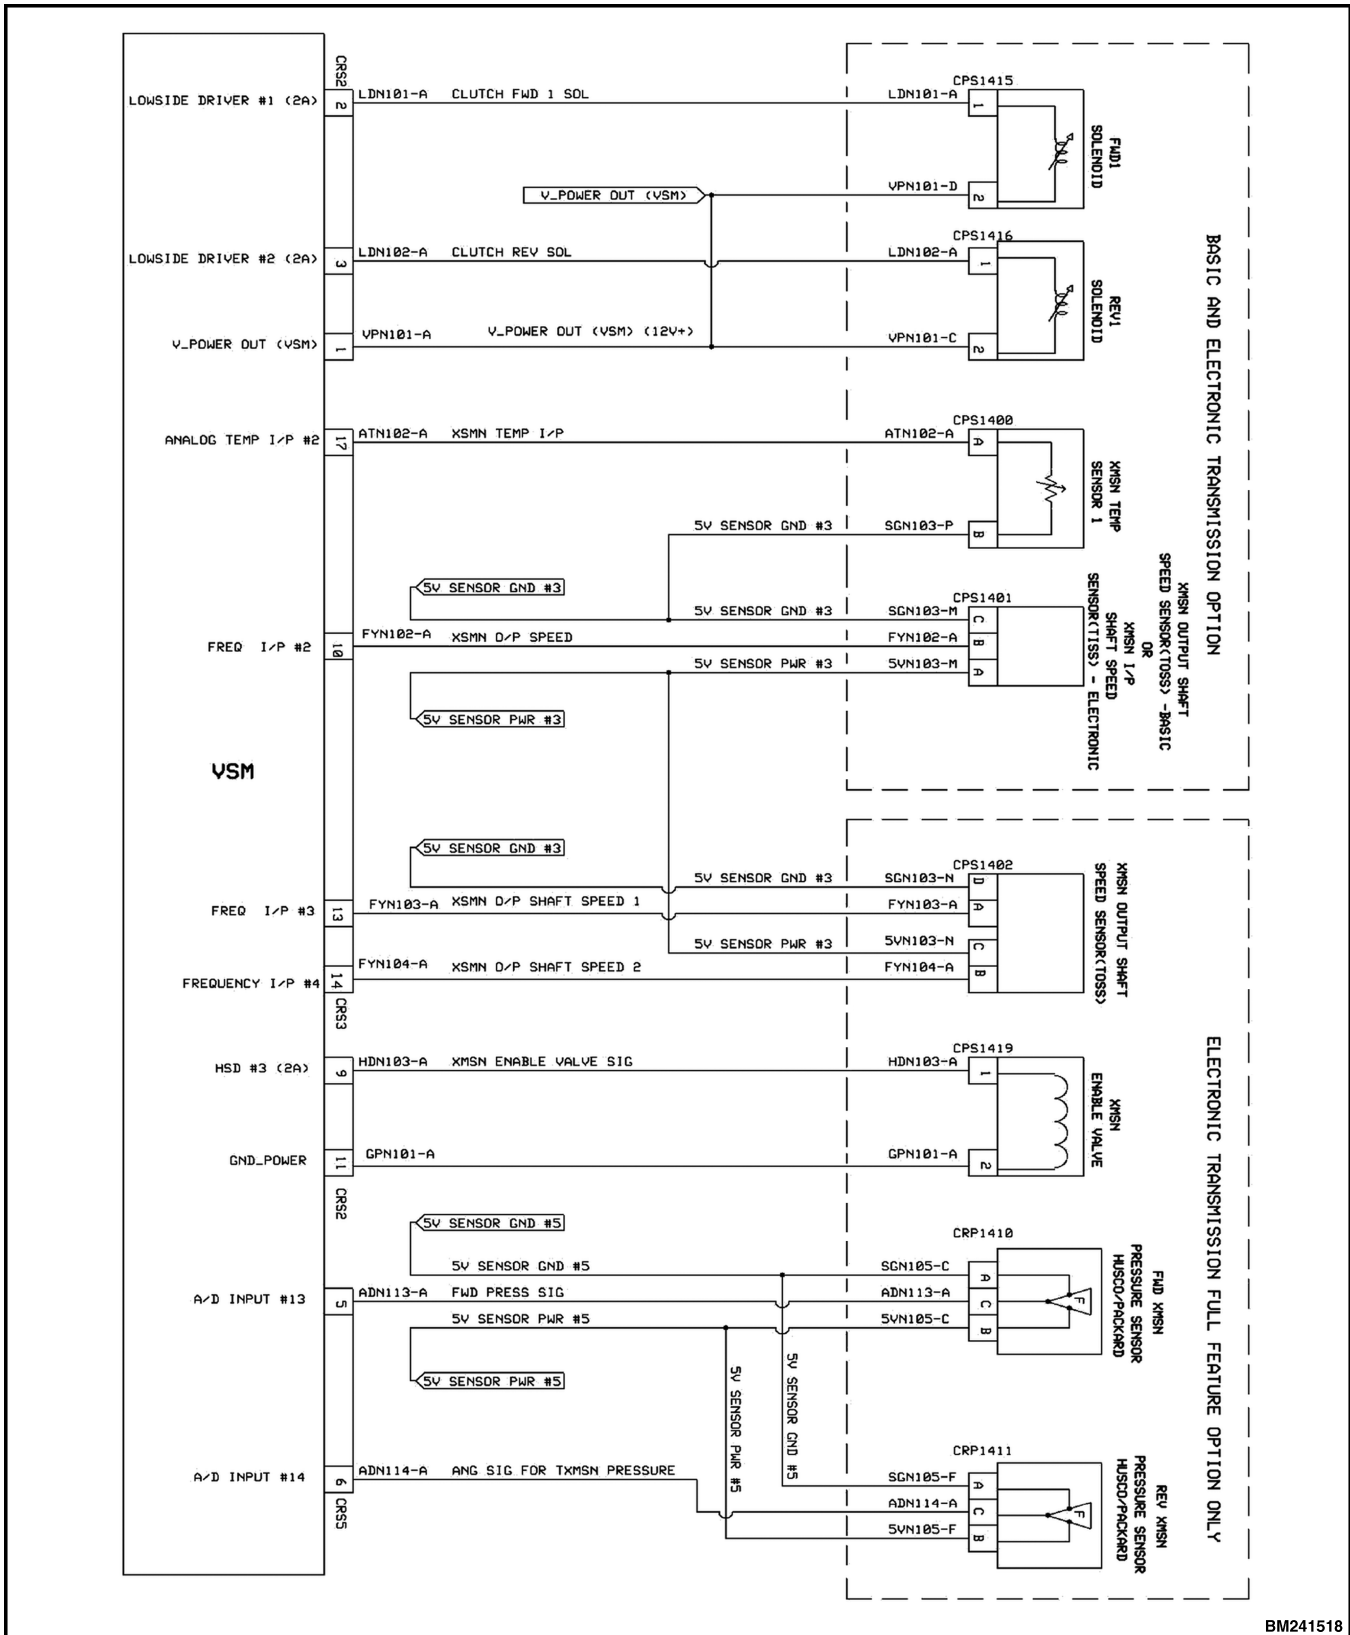 CRS2
LOWSIDE DRIVER #1 (2A)
2
LDN101-A
CLUTCH FWD 1 SOL
LDN101-A
CPS1415
1
FWD1
SOLENOID
V_POWER OUT (VSM)
VPN101-D
2
LOWSIDE DRIVER #2 (2A)
3
LDN102-A
CLUTCH REV SOL
LDN102-A
CPS1416
1
REV1
SOLENOID
V_POWER OUT (VSM)
1
VPN101-A
V_POWER OUT (VSM) (12V+)
VPN101-C
2
BASIC AND ELECTRONIC TRANSMISSION OPTION
ANALOG TEMP I/P #2
17
ATN102-A
XSMN TEMP I/P
ATN102-A
CPS1400
A
XMSN TEMP
SENSOR 1
5V SENSOR GND #3
SGN103-P
B
5V SENSOR GND #3
5V SENSOR GND #3
SGN103-M
CPS1401
C
FREQ I/P #2
10
FYN102-A
XSMN O/P SPEED
FYN102-A
B
5V SENSOR PWR #3
5VN103-M
A
5V SENSOR PWR #3
XMSN OUTPUT SHAFT
SPEED SENSOR(TOSS) -BASIC
OR
XMSN I/P
SHAFT SPEED
SENSOR(TISS) - ELECTRONIC
VSM
5V SENSOR GND #3
5V SENSOR GND #3
SGN103-N
CPS1402
D
FREQ I/P #3
13
FYN103-A
XSMN O/P SHAFT SPEED 1
FYN103-A
A
5V SENSOR PWR #3
5VN103-N
C
FREQUENCY I/P #4
14
FYN104-A
XSMN O/P SHAFT SPEED 2
FYN104-A
B
XMSN OUTPUT SHAFT
SPEED SENSOR(TOSS)
CRS3
HSD #3 (2A)
9
HDN103-A
XMSN ENABLE VALVE SIG
HDN103-A
CPS1419
1
XMSN
ENABLE VALVE
GND_POWER
11
GPN101-A
GPN101-A
2
CRS2
ELECTRONIC TRANSMISSION FULL FEATURE OPTION ONLY
5V SENSOR GND #5
5V SENSOR GND #5
SGN105-C
CRP1410
A
A/D INPUT #13
5
ADN113-A
FWD PRESS SIG
ADN113-A
C
F
5V SENSOR PWR #5
5VN105-C
B
5V SENSOR PWR #5
FWD XMSN
PRESSURE SENSOR
HUSCO/PACKARD
5V SENSOR GND #5
5V SENSOR PWR #5
A/D INPUT #14
6
ADN114-A
ANG SIG FOR TXMSN PRESSURE
CRS5
CRP1411
SGN105-F
A
ADN114-A
C
F
5VN105-F
B
REV XMSN
PRESSURE SENSOR
HUSCO/PACKARD
BM241518